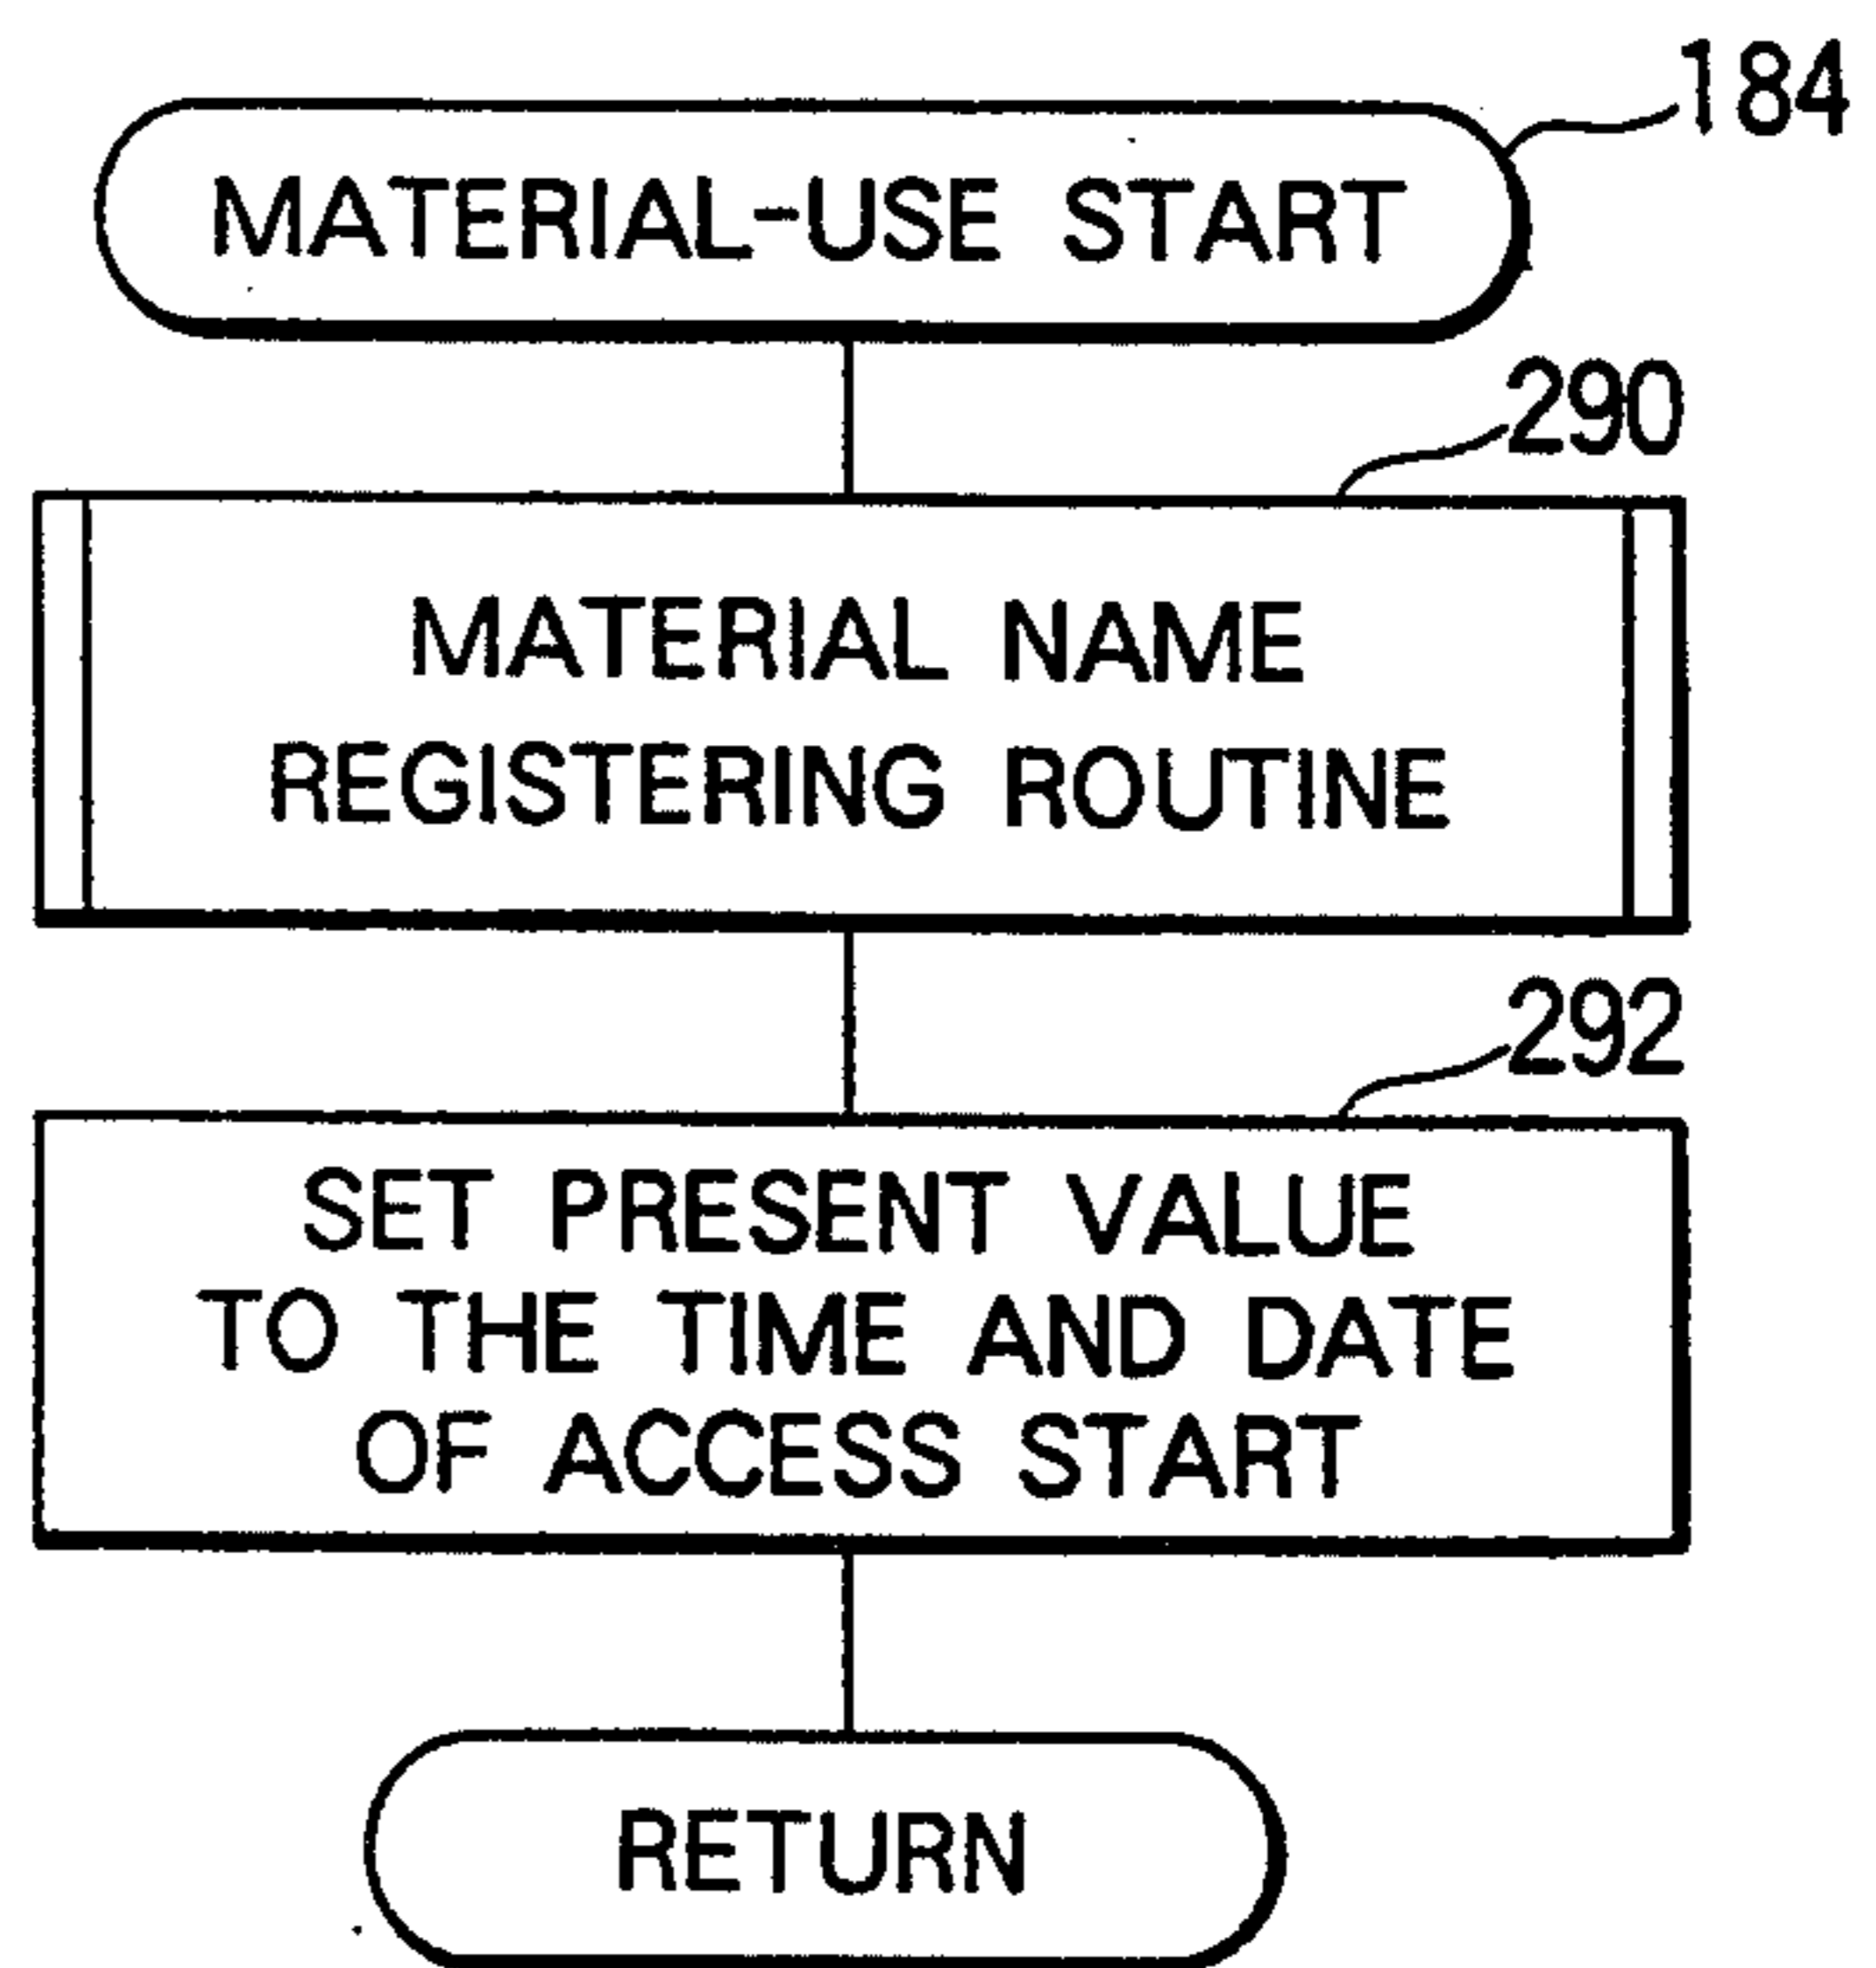 184
MATERIAL-USE START
290
MATERIAL NAME
REGISTERING ROUTINE
292
SET PRESENT VALUE
TO THE TIME AND DATE
OF ACCESS START
RETURN